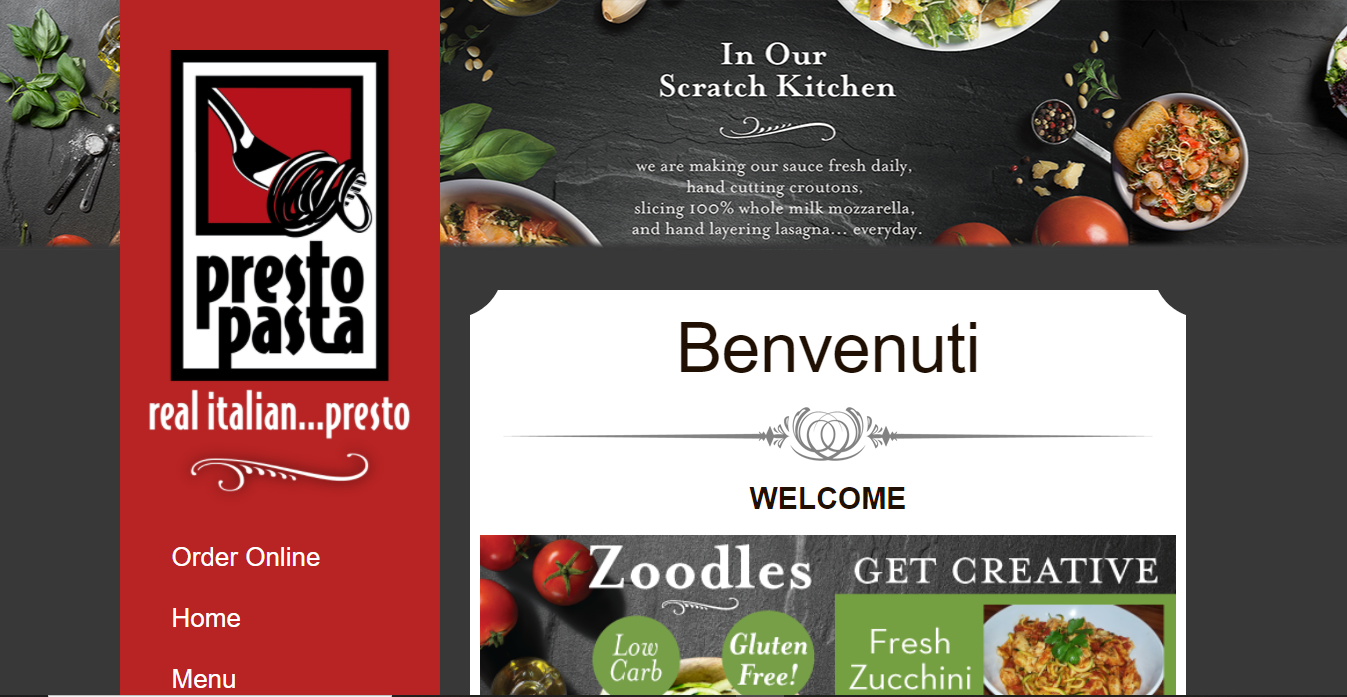 presto
pasta
real italian...presto
Order Online
Home
Menu
In Our
Scratch Kitchen
we are making our sauce fresh daily,
hand cutting croutons,
slicing 100% whole milk mozzarella,
and hand layering lasagna... everyday.
Benvenuti
WELCOME
Zoodles
Low
Carb
Gluten
Free!
GET CREATIVE
Fresh
Zucchini